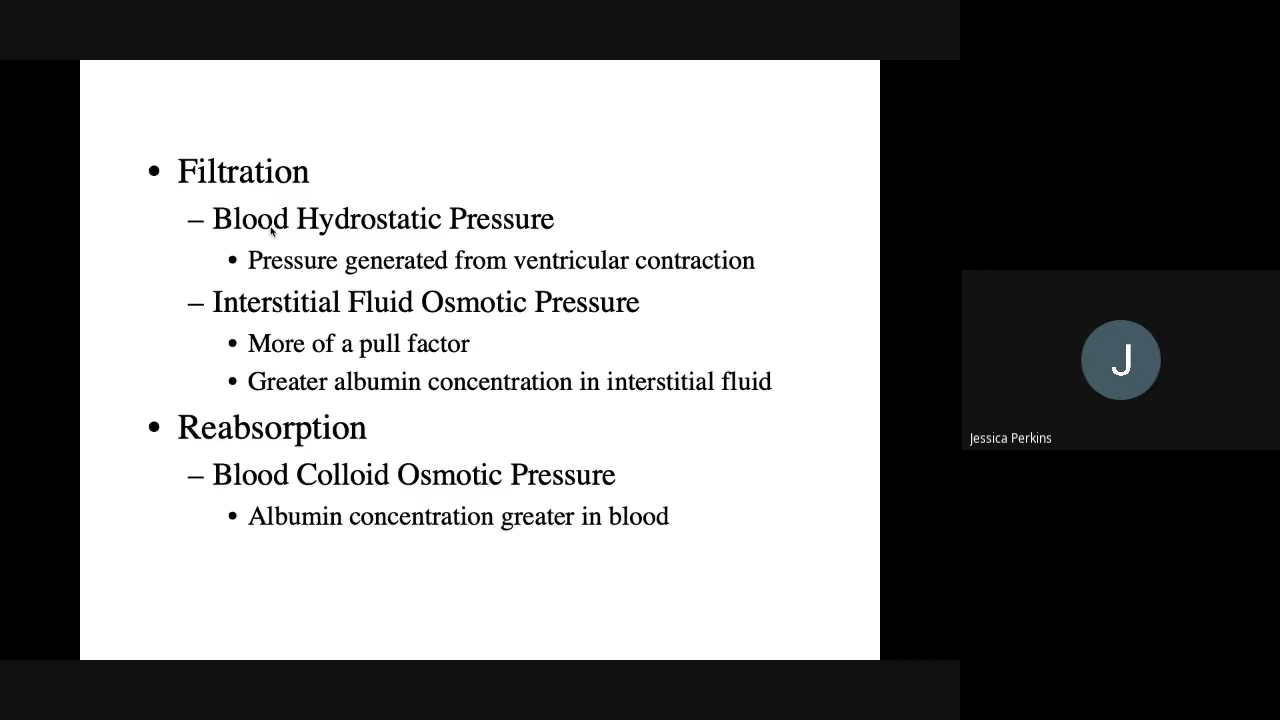 • Filtration
– Blood Hydrostatic Pressure
• Pressure generated from ventricular contraction
– Interstitial Fluid Osmotic Pressure
• More of a pull factor
• Greater albumin concentration in interstitial fluid
• Reabsorption
– Blood Colloid Osmotic Pressure
• Albumin concentration greater in blood
J
Jessica Perkins